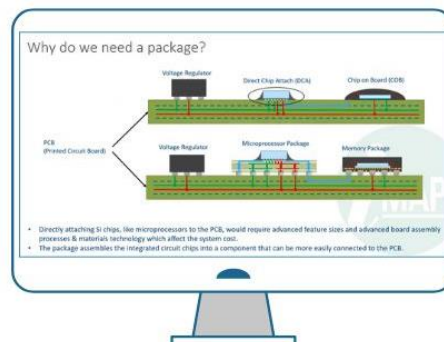 Why do we need a package?
Voltage Regulator
Direct Chip Attach (DCA)
Chip on Board (COB)
PCB
(Printed Circuit Board)
Voltage Regulator
Microprocessor Package
Memory Package
MAP
• Directly attaching Si chips, like microprocessors to the PCB, would require advanced feature sizes and advanced board assembly
processes & materials technology which affect the system cost.
• The package assembles the integrated circuit chips into a component that can be more easily connected to the PCB.